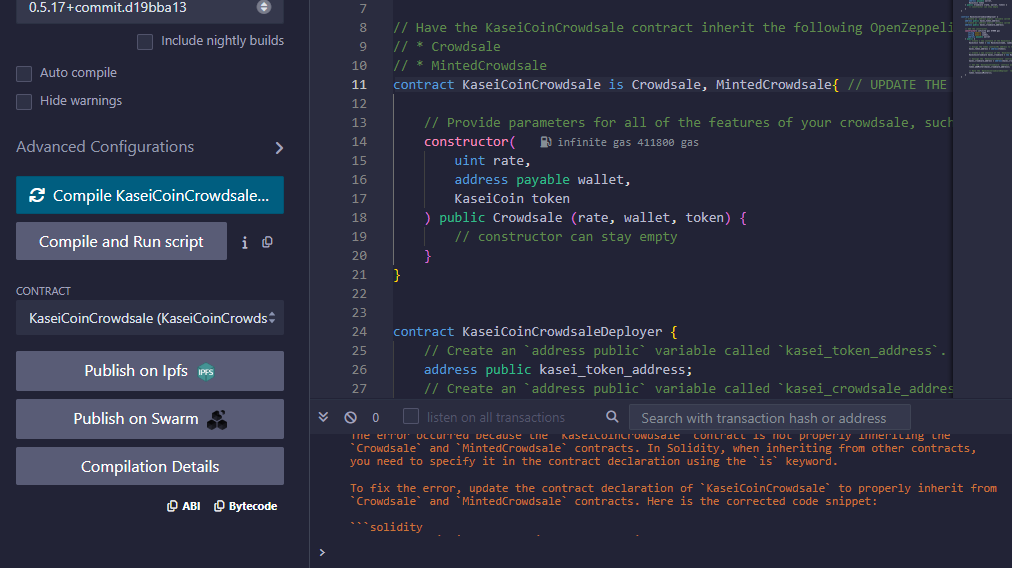 0.5.17+commit.d19bba13
Include nightly builds
Auto compile
Hide warnings
Advanced Configurations
Compile KaseiCoinCrowdsale...
Compile and Run script
CONTRACT
KaseiCoinCrowdsale (KaseiCoinCrowds
Publish on Ipfs
IPFS
Publish on Swarm
Compilation Details
ABI
Bytecode
7
8 // Have the KaseiCoinCrowdsale contract inherit the following OpenZeppeli
9 // * Crowdsale
10 // * MintedCrowdsale
11 contract KaseiCoinCrowdsale is Crowdsale, MintedCrowdsale{ // UPDATE THE
12
13 // Provide parameters for all of the features of your crowdsale, such
14 constructor( infinite gas 411800 gas
15 uint rate,
16 address payable wallet,
17 KaseiCoin token
18 ) public Crowdsale (rate, wallet, token) {
19 // constructor can stay empty
20 }
21 }
22
23
24 contract KaseiCoinCrowdsaleDeployer {
25 // Create an `address public` variable called `kasei_token_address`.
26 address public kasei_token_address;
27 // Create an `address public` variable called `kasei_crowdsale_addres
0
listen on all transactions
Search with transaction hash or address
The error occurred because the `KaseiCoinCrowdsale` contract is not properly inheriting the
`Crowdsale` and `MintedCrowdsale` contracts. In Solidity, when inheriting from other contracts,
you need to specify it in the contract declaration using the `is` keyword.
To fix the error, update the contract declaration of `KaseiCoinCrowdsale` to properly inherit from
`Crowdsale` and `MintedCrowdsale` contracts. Here is the corrected code snippet:
```solidity
>